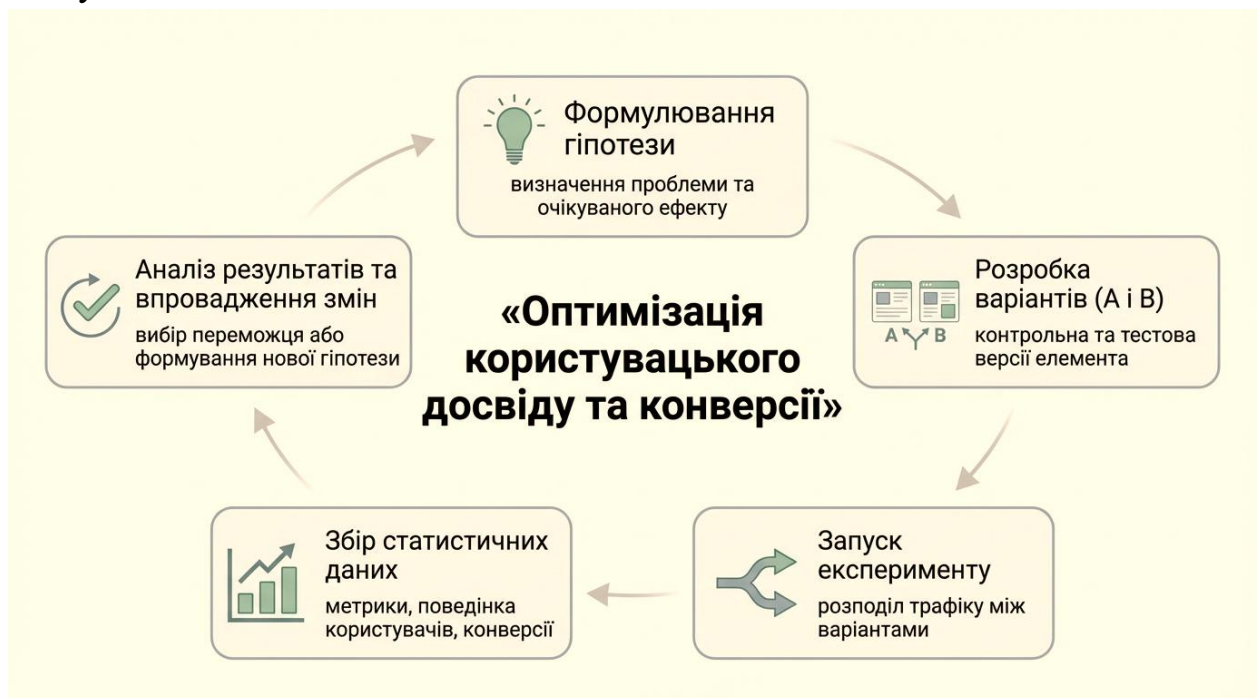 Формулювання
гіпотези
визначення проблеми та
очікуваного ефекту
Розробка
варіантів (А і В)
контрольна та тестова
версії елемента
A B
Запуск
експерименту
розподіл трафіку між
варіантами
Збір статистичних
даних
метрики, поведінка
користувачів, конверсії
Аналіз результатів та
впровадження змін
вибір переможця або
формування нової гіпотези
«Оптимізація
користувацького
досвіду та конверсії»